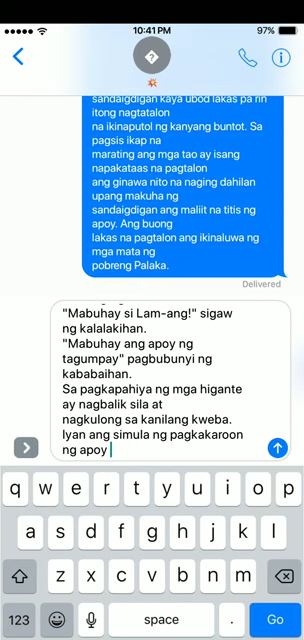 10:41 PM
97%
sandaigdigan kaya ubod lakas pa rin
itong nagtatalon
na ikinaputol ng kanyang buntot. Sa
pagsis ikap na
marating ang mga tao ay isang
napakataas na pagtalon
ang ginawa nito na naging dahilan
upang makuha ng
sandaigdigan ang maliit na titis ng
apoy. Ang buong
lakas na pagtalon ang ikinaluwa ng
mga mata ng
pobreng Palaka.
Delivered
"Mabuhay si Lam-ang!" sigaw
ng kalalakihan.
"Mabuhay ang apoy ng
tagumpay" pagbubunyi ng
kababaihan.
Sa pagkapahiya ng mga higante
ay nagbalik sila at
nagkulong sa kanilang kweba.
Iyan ang simula ng pagkakaroon
ng apoy
q w e r t y u i o p
a s d f g h j k l
z x c v b n m
123 space . Go